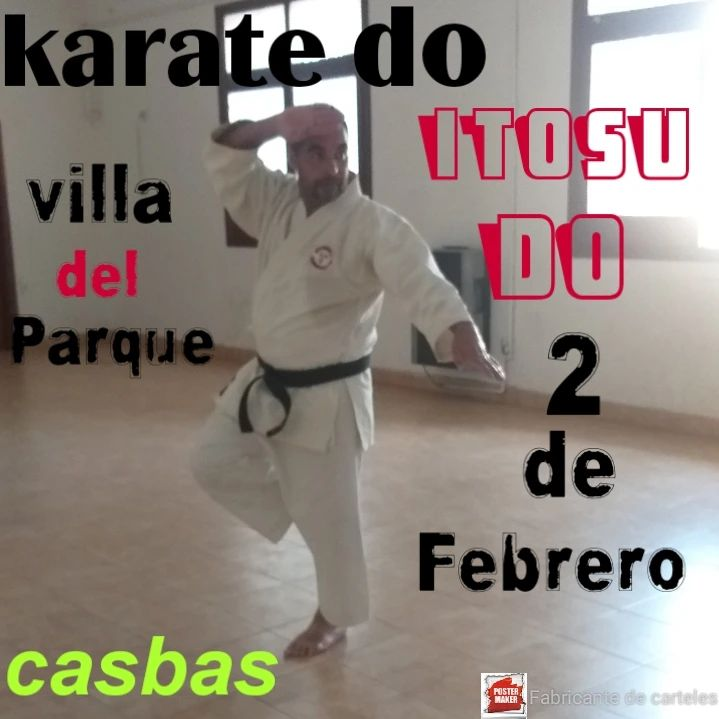 karate do
ITOSU
DO
villa
del
Parque
2
de
Febrero
casbas
POSTER
MAKER
Fabricante de carteles